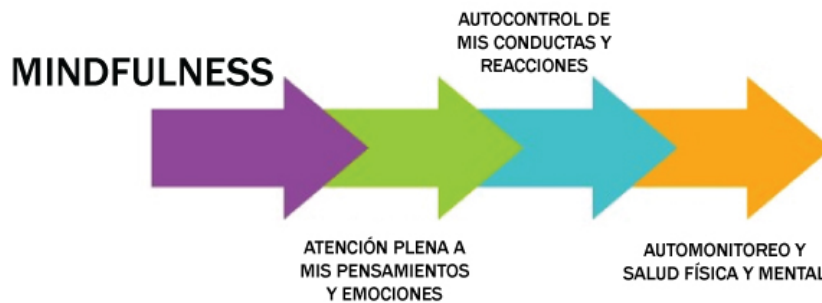 MINDFULNESS
ATENCIÓN PLENA A
MIS PENSAMIENTOS
Y EMOCIONES
AUTOCONTROL DE
MIS CONDUCTAS Y
REACCIONES
AUTOMONITOREO Y
SALUD FÍSICA Y MENTAL